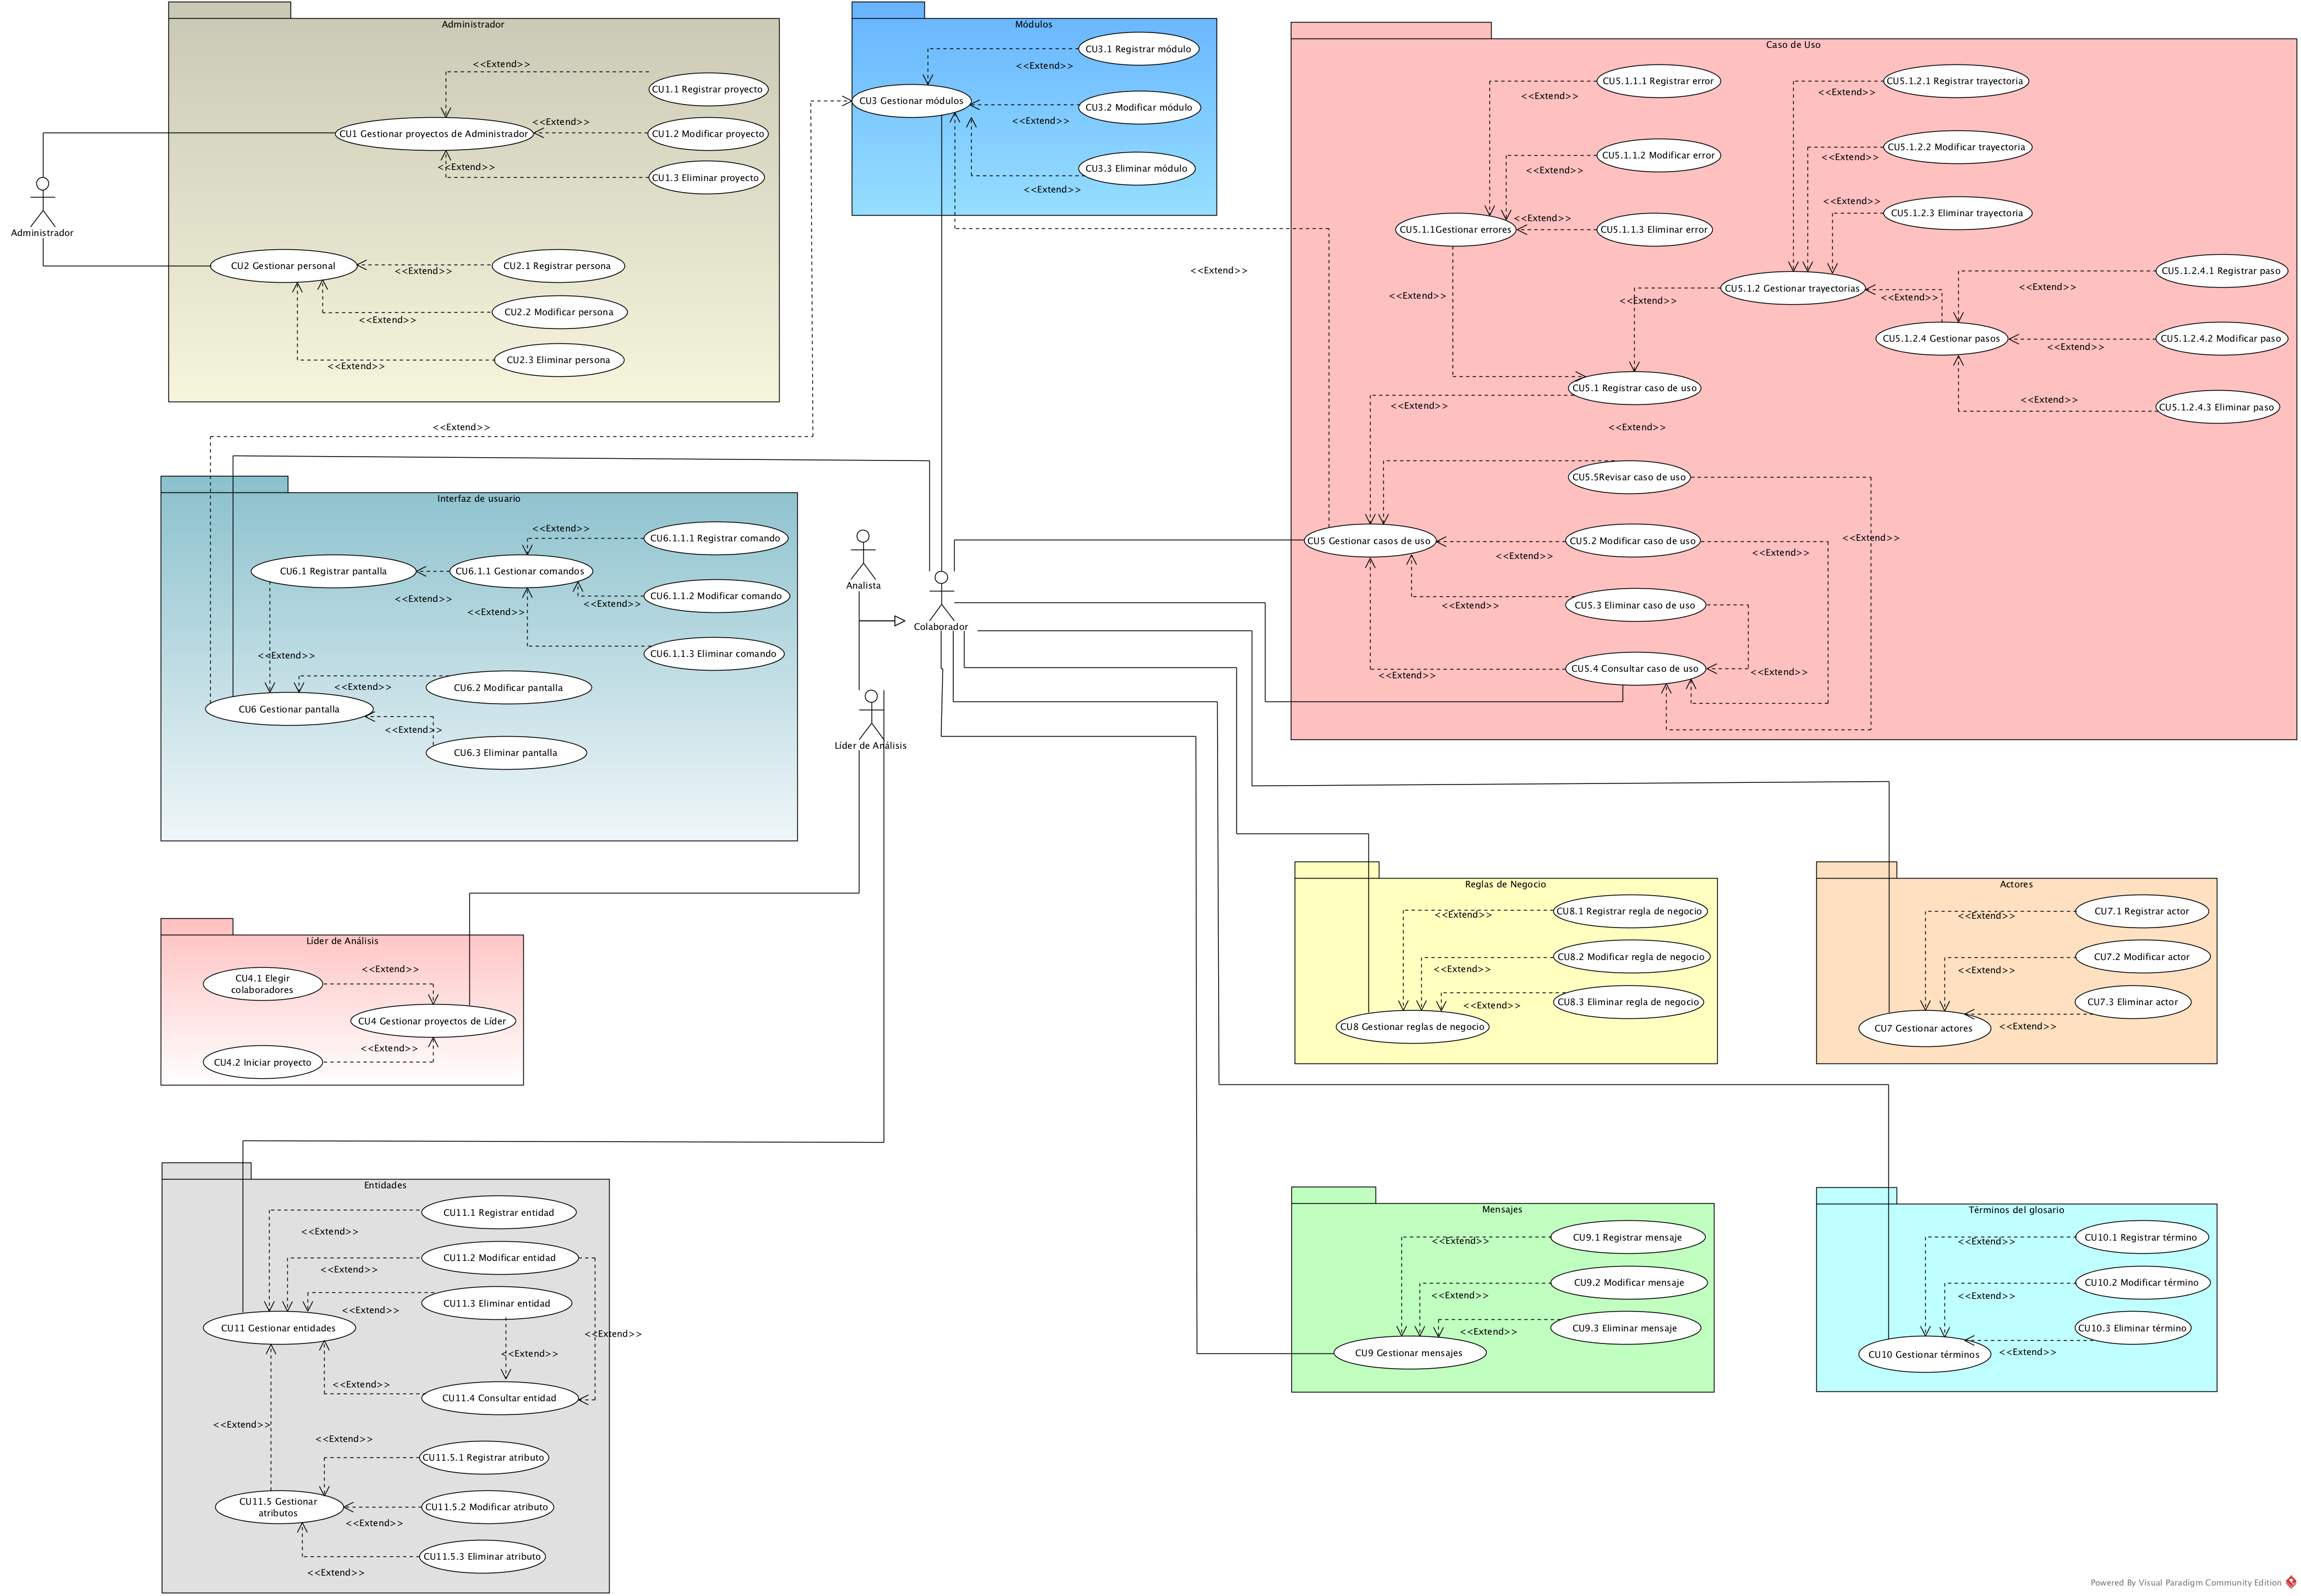 Administrador
<<Extend>>
CU1.1 Registrar proyecto
CU1 Gestionar proyectos de Administrador
<<Extend>>
CU1.2 Modificar proyecto
<<Extend>>
CU1.3 Eliminar proyecto
Administrador
CU2 Gestionar personal
<<Extend>>
CU2.1 Registrar persona
<<Extend>>
CU2.2 Modificar persona
<<Extend>>
CU2.3 Eliminar persona
Módulos
CU3.1 Registrar módulo
<<Extend>>
CU3 Gestionar módulos
CU3.2 Modificar módulo
<<Extend>>
CU3.3 Eliminar módulo
<<Extend>>
<<Extend>>
<<Extend>>
Caso de Uso
CU5.1.1.1 Registrar error
<<Extend>>
CU5.1.1.2 Modificar error
<<Extend>>
<<Extend>>
CU5.1.1Gestionar errores
CU5.1.1.3 Eliminar error
CU5.1.2.1 Registrar trayectoria
<<Extend>>
CU5.1.2.2 Modificar trayectoria
<<Extend>>
<<Extend>>
CU5.1.2.3 Eliminar trayectoria
CU5.1.2 Gestionar trayectorias
<<Extend>>
<<Extend>>
<<Extend>>
CU5.1.2.4.1 Registrar paso
<<Extend>>
CU5.1.2.4 Gestionar pasos
<<Extend>>
CU5.1.2.4.2 Modificar paso
<<Extend>>
CU5.1.2.4.3 Eliminar paso
CU5.1 Registrar caso de uso
<<Extend>>
<<Extend>>
CU5.5Revisar caso de uso
CU5 Gestionar casos de uso
CU5.2 Modificar caso de uso
<<Extend>>
<<Extend>>
<<Extend>>
CU5.3 Eliminar caso de uso
<<Extend>>
CU5.4 Consultar caso de uso
<<Extend>>
<<Extend>>
Interfaz de usuario
<<Extend>>
CU6.1.1.1 Registrar comando
CU6.1 Registrar pantalla
CU6.1.1 Gestionar comandos
<<Extend>>
<<Extend>>
<<Extend>>
CU6.1.1.2 Modificar comando
CU6.1.1.3 Eliminar comando
<<Extend>>
<<Extend>>
CU6.2 Modificar pantalla
CU6 Gestionar pantalla
<<Extend>>
CU6.3 Eliminar pantalla
Analista
Colaborador
Líder de Análisis
Líder de Análisis
CU4.1 Elegir
colaboradores
<<Extend>>
CU4 Gestionar proyectos de Líder
<<Extend>>
CU4.2 Iniciar proyecto
Reglas de Negocio
<<Extend>>
CU8.1 Registrar regla de negocio
CU8.2 Modificar regla de negocio
<<Extend>>
CU8.3 Eliminar regla de negocio
<<Extend>>
CU8 Gestionar reglas de negocio
Actores
CU7.1 Registrar actor
<<Extend>>
CU7.2 Modificar actor
<<Extend>>
CU7.3 Eliminar actor
CU7 Gestionar actores
<<Extend>>
Entidades
CU11.1 Registrar entidad
<<Extend>>
CU11.2 Modificar entidad
<<Extend>>
CU11.3 Eliminar entidad
<<Extend>>
CU11 Gestionar entidades
<<Extend>>
<<Extend>>
<<Extend>>
CU11.4 Consultar entidad
<<Extend>>
<<Extend>>
CU11.5.1 Registrar atributo
CU11.5 Gestionar
atributos
CU11.5.2 Modificar atributo
<<Extend>>
CU11.5.3 Eliminar atributo
<<Extend>>
Mensajes
CU9.1 Registrar mensaje
<<Extend>>
CU9.2 Modificar mensaje
<<Extend>>
CU9.3 Eliminar mensaje
<<Extend>>
CU9 Gestionar mensajes
Términos del glosario
CU10.1 Registrar término
<<Extend>>
CU10.2 Modificar término
<<Extend>>
CU10.3 Eliminar término
CU10 Gestionar términos
<<Extend>>
Powered By Visual Paradigm Community Edition